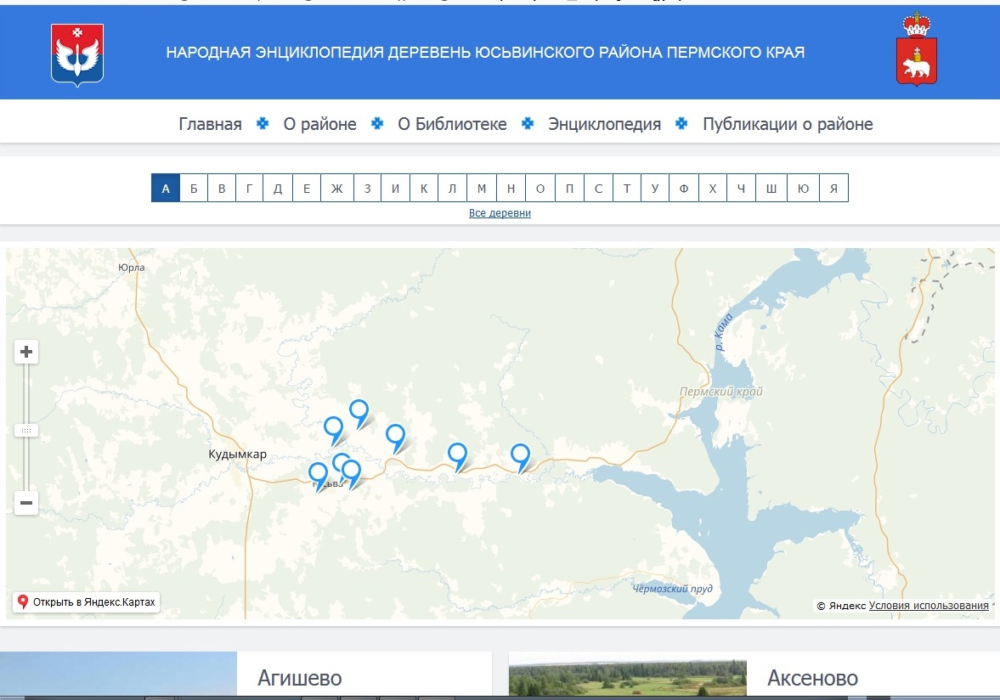 НАРОДНАЯ ЭНЦИКЛОПЕДИЯ ДЕРЕВЕНЬ ЮСЬВИНСКОГО РАЙОНА ПЕРМСКОГО КРАЯ
Главная О районе О Библиотеке Энциклопедия Публикации о районе
А Б В Г Д Е Ж З И К Л М Н О П С Т У Ф Х Ч Ш Ю Я
Все деревни
Юрла
р. Кама
Пермский край
Кудымкар
Чёрмозский пруд
Открыть в Яндекс.Картах
© Яндекс Условия использования
Агишево
Аксеново